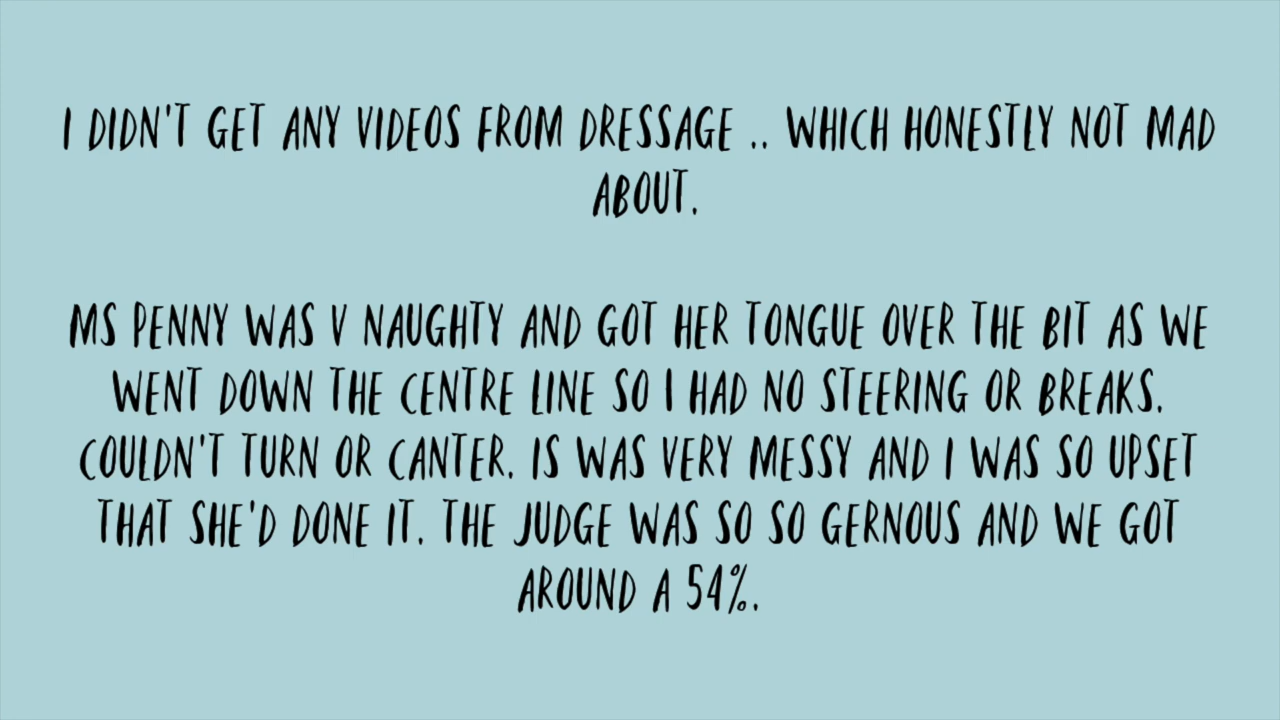 I DIDN'T GET ANY VIDEOS FROM DRESSAGE .. WHICH HONESTLY NOT MAD
ABOUT.
MS PENNY WAS V NAUGHTY AND GOT HER TONGUE OVER THE BIT AS WE
WENT DOWN THE CENTRE LINE SO I HAD NO STEERING OR BREAKS.
COULDN'T TURN OR CANTER. IS WAS VERY MESSY AND I WAS SO UPSET
THAT SHE'D DONE IT. THE JUDGE WAS SO SO GERNOUS AND WE GOT
AROUND A 54%.